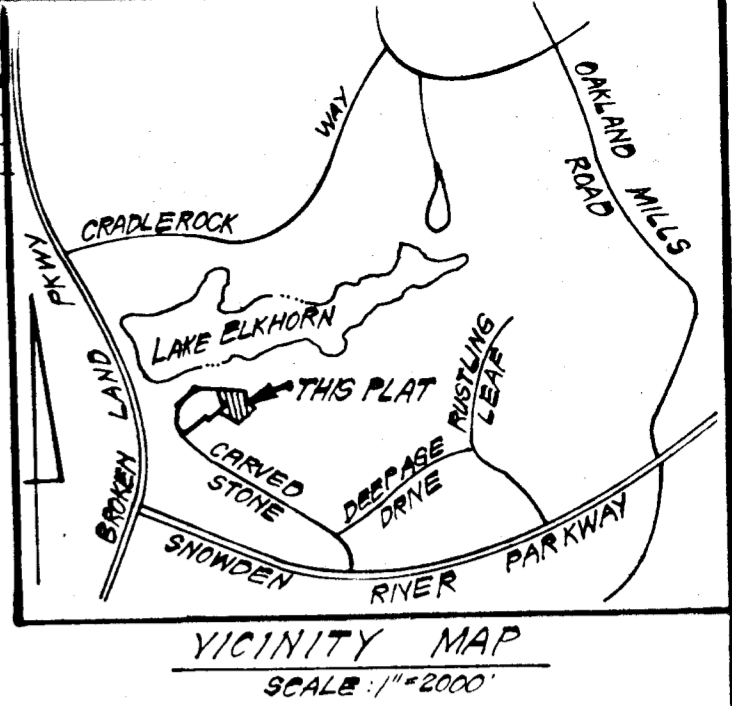 WAY
OAKLAND MILLS
ROAD
CRADLEROCK
PKWY
LAKE ELKHORN
RUSTLING
LEAF
THIS PLAT
BROKEN LAND
CARVED
STONE
DEEPAGE
DRIVE
SNOWDEN RIVER PARKWAY
VICINITY MAP
SCALE: 1"=2000'